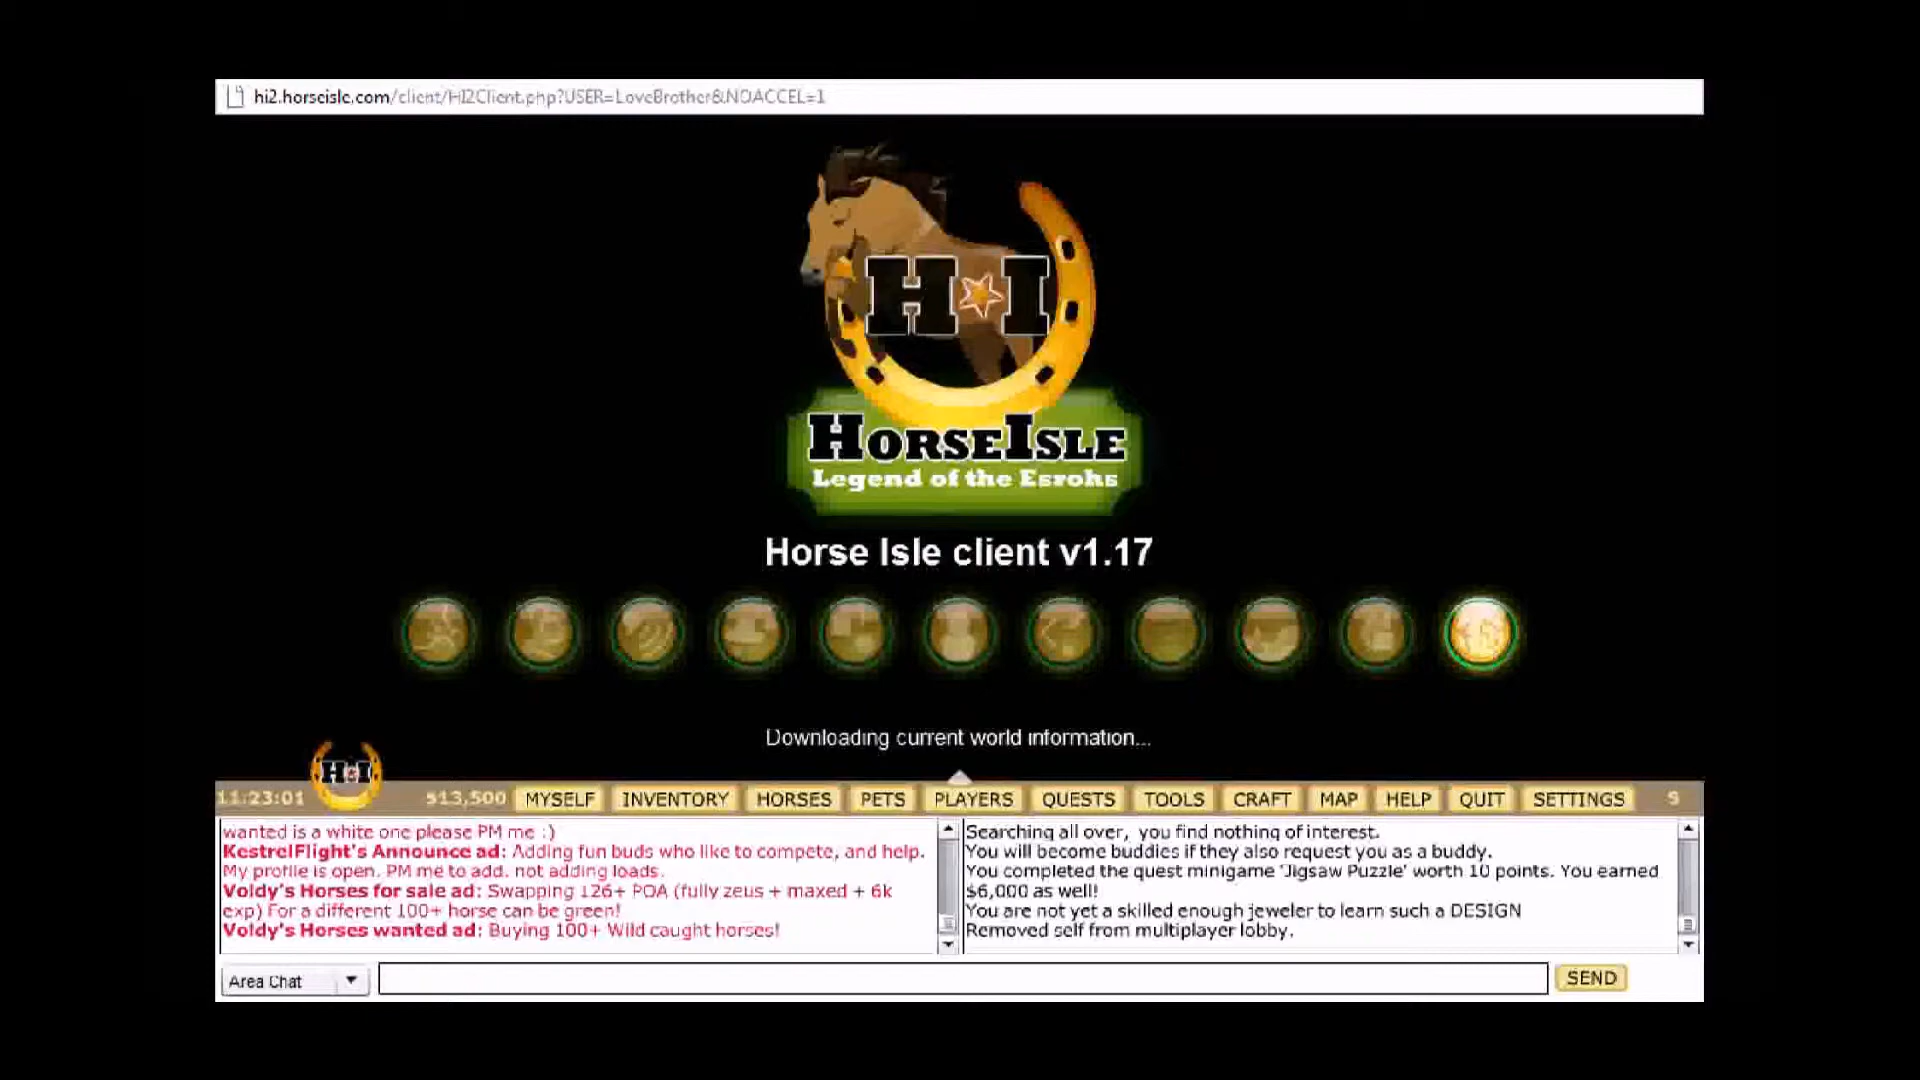 hi2.horseisle.com/client/HI2Client.php?USER=LoveBrother&NOACCEL=1
H I
HorseIsle
Legend of the Esrohs
Horse Isle client v1.17
Downloading current world information...
H I
11:23:01 $13,500 MYSELF INVENTORY HORSES PETS PLAYERS QUESTS TOOLS CRAFT MAP HELP QUIT SETTINGS
wanted is a white one please PM me :)
KestrelFlight's Announce ad: Adding fun buds who like to compete, and help.
My profile is open. PM me to add. not adding loads.
Voldy's Horses for sale ad: Swapping 126+ POA (fully zeus + maxed + 6k
exp) For a different 100+ horse can be green!
Voldy's Horses wanted ad: Buying 100+ Wild caught horses!
Searching all over, you find nothing of interest.
You will become buddies if they also request you as a buddy.
You completed the quest minigame 'Jigsaw Puzzle' worth 10 points. You earned
$6,000 as well!
You are not yet a skilled enough jeweler to learn such a DESIGN
Removed self from multiplayer lobby.
Area Chat
SEND